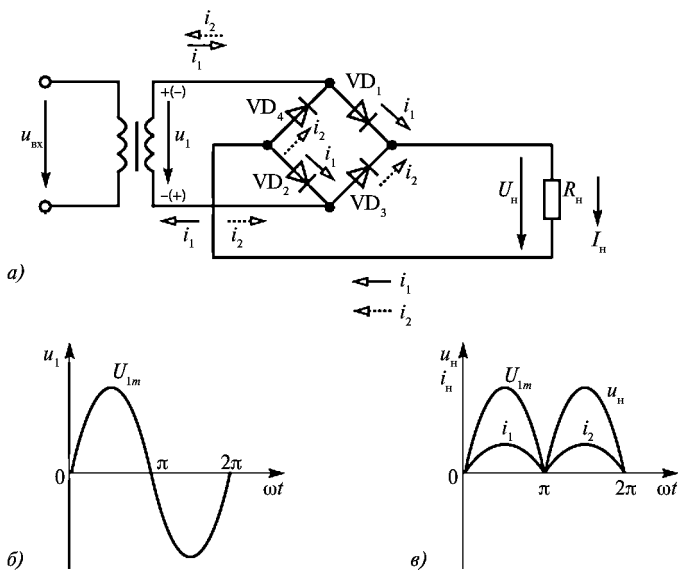 i₂
i₁
VD₁
+(−)
VD₄
i₁
uвх
u₁
i₂
i₁
Uн
Rн
VD₂
i₂
−(+)
VD₃
Iн
i₁
i₂
i₁
а)
i₂
u₁
uн
iн
U₁ₘ
U₁ₘ
uн
i₁
i₂
0
π
2π
ωt
0
π
2π
ωt
б)
в)